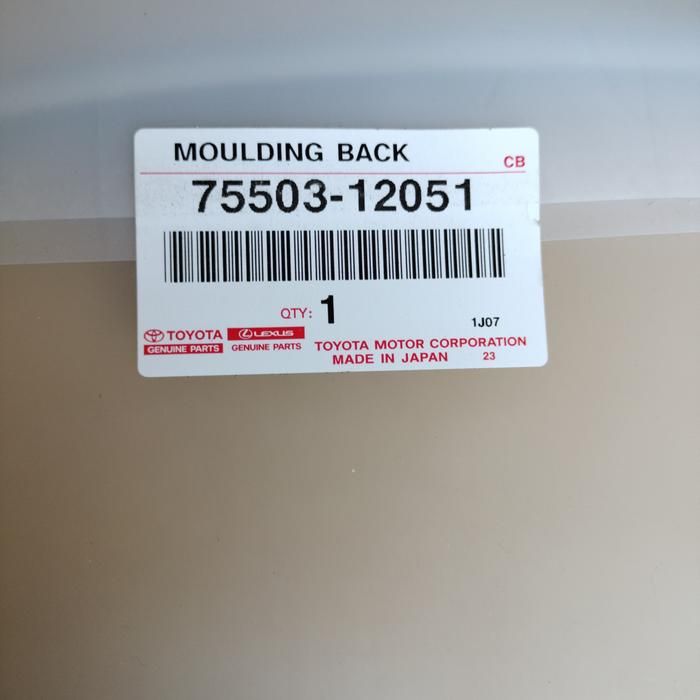 MOULDING BACK
CB
75503-12051
QTY: 1
1J07
TOYOTA LEXUS
GENUINE PARTS GENUINE PARTS
TOYOTA MOTOR CORPORATION
MADE IN JAPAN 23